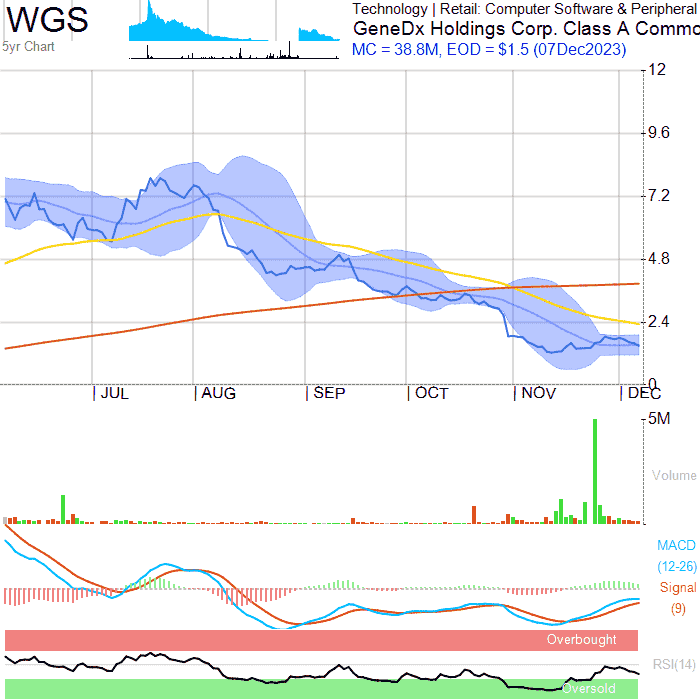 WGS
5yr Chart
Technology | Retail: Computer Software & Peripheral
GeneDx Holdings Corp. Class A Commo
MC = 38.8M, EOD = $1.5 (07Dec2023)
12
9.6
7.2
4.8
2.4
0
JUL AUG SEP OCT NOV DEC
5M
Volume
MACD
(12-26)
Signal
(9)
Overbought
RSI(14)
Oversold